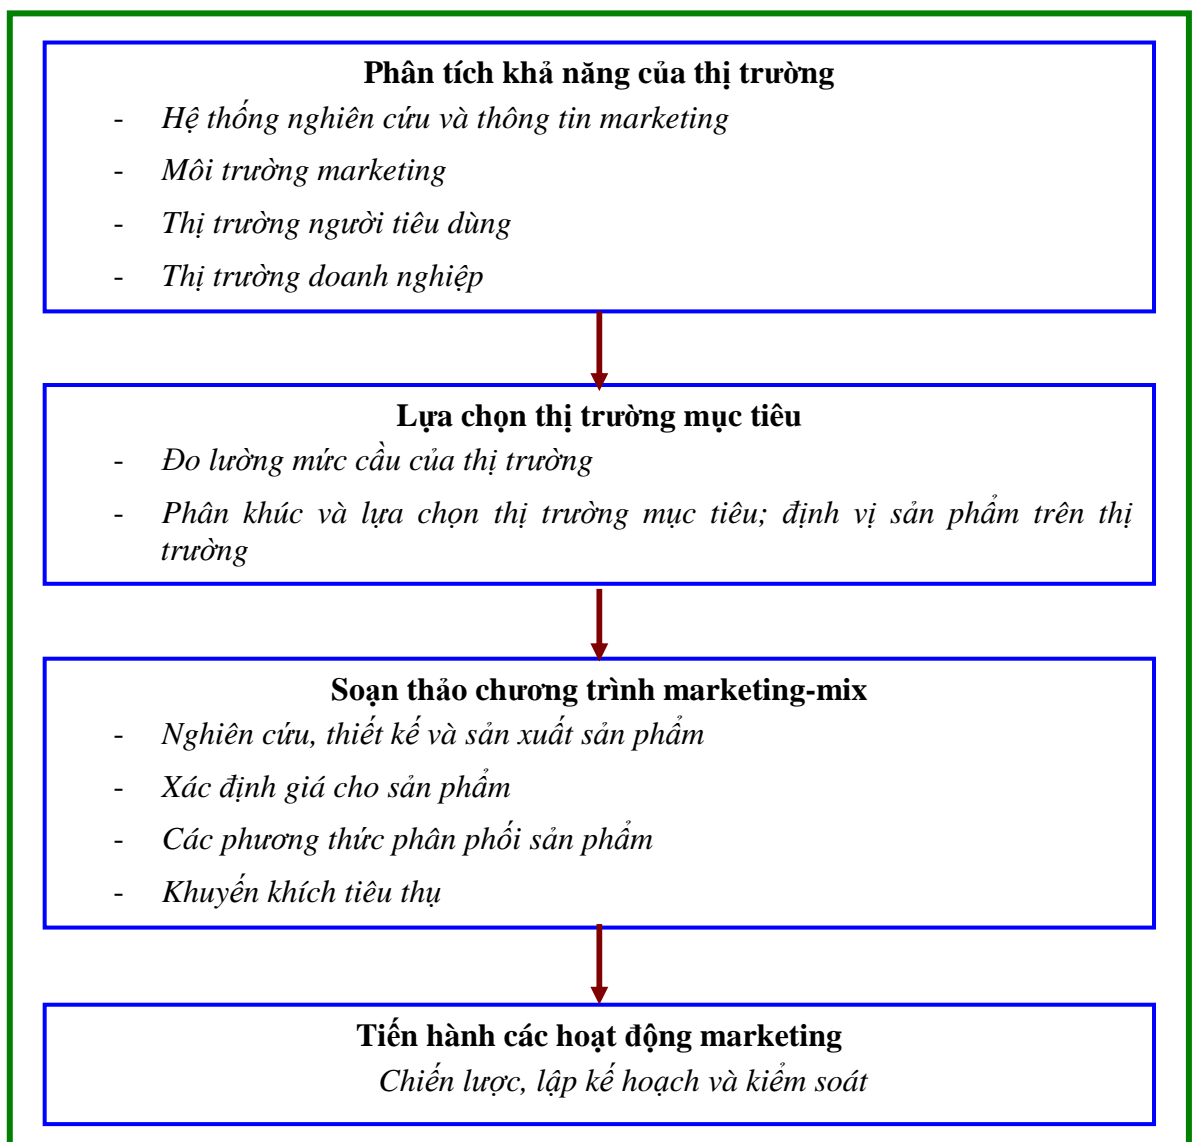 Phân tích khả năng của thị trường
- Hệ thống nghiên cứu và thông tin marketing
- Môi trường marketing
- Thị trường người tiêu dùng
- Thị trường doanh nghiệp
Lựa chọn thị trường mục tiêu
- Đo lường mức cầu của thị trường
- Phân khúc và lựa chọn thị trường mục tiêu; định vị sản phẩm trên thị
trường
Soạn thảo chương trình marketing-mix
- Nghiên cứu, thiết kế và sản xuất sản phẩm
- Xác định giá cho sản phẩm
- Các phương thức phân phối sản phẩm
- Khuyến khích tiêu thụ
Tiến hành các hoạt động marketing
Chiến lược, lập kế hoạch và kiểm soát